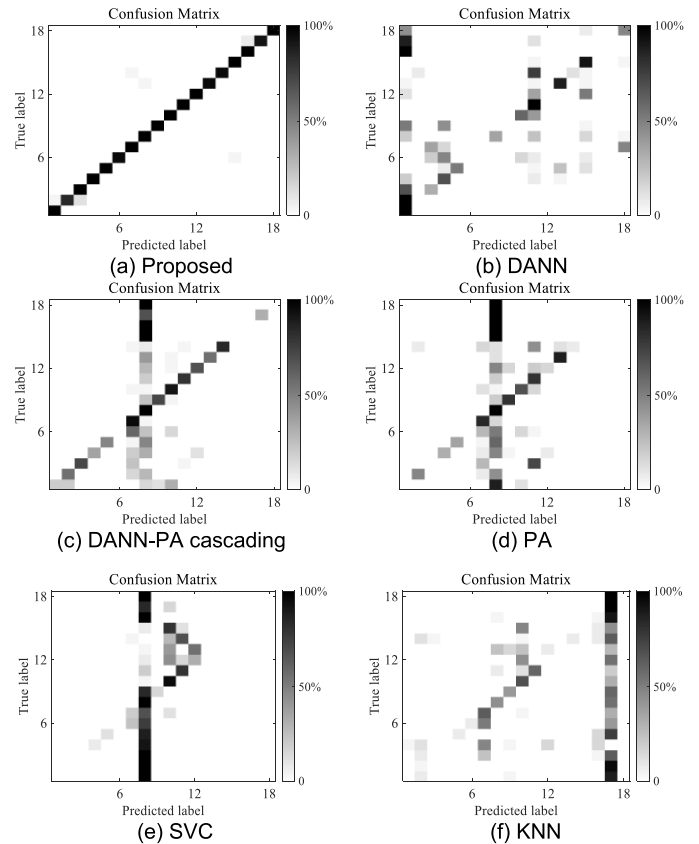 Confusion Matrix
18
12
6
True label
6
12
18
Predicted label
100%
50%
0
(a) Proposed
Confusion Matrix
18
12
6
True label
6
12
18
Predicted label
100%
50%
0
(b) DANN
Confusion Matrix
18
12
6
True label
6
12
18
Predicted label
100%
50%
0
(c) DANN-PA cascading
Confusion Matrix
18
12
6
True label
6
12
18
Predicted label
100%
50%
0
(d) PA
Confusion Matrix
18
12
6
True label
6
12
18
Predicted label
100%
50%
0
(e) SVC
Confusion Matrix
18
12
6
True label
6
12
18
Predicted label
100%
50%
0
(f) KNN